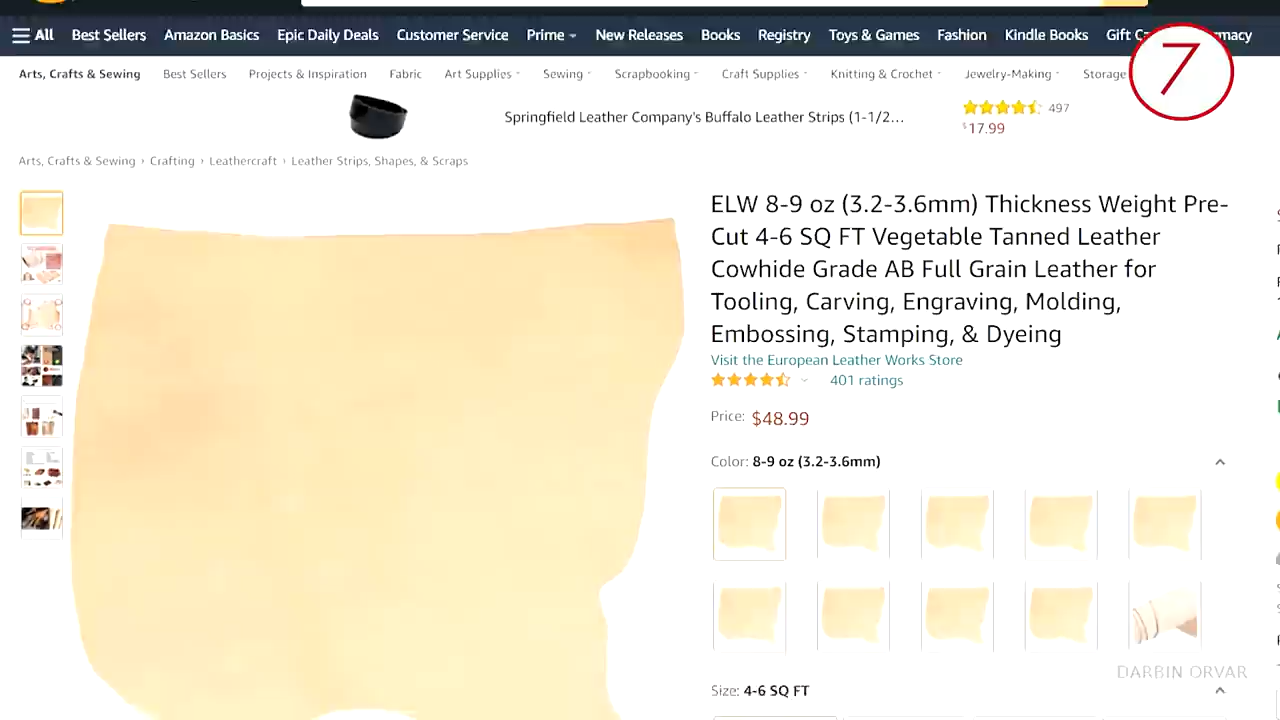 All Best Sellers Amazon Basics Epic Daily Deals Customer Service Prime New Releases Books Registry Toys & Games Fashion Kindle Books Gift
7
Arts, Crafts & Sewing Best Sellers Projects & Inspiration Fabric Art Supplies Sewing Scrapbooking Craft Supplies Knitting & Crochet Jewelry-Making Storage
Springfield Leather Company's Buffalo Leather Strips (1-1/2... 497
$17.99
Arts, Crafts & Sewing › Crafting › Leathercraft › Leather Strips, Shapes, & Scraps
ELW 8-9 oz (3.2-3.6mm) Thickness Weight Pre-
Cut 4-6 SQ FT Vegetable Tanned Leather
Cowhide Grade AB Full Grain Leather for
Tooling, Carving, Engraving, Molding,
Embossing, Stamping, & Dyeing
Visit the European Leather Works Store
401 ratings
Price: $48.99
Color: 8-9 oz (3.2-3.6mm)
DARBIN ORVAR
Size: 4-6 SQ FT